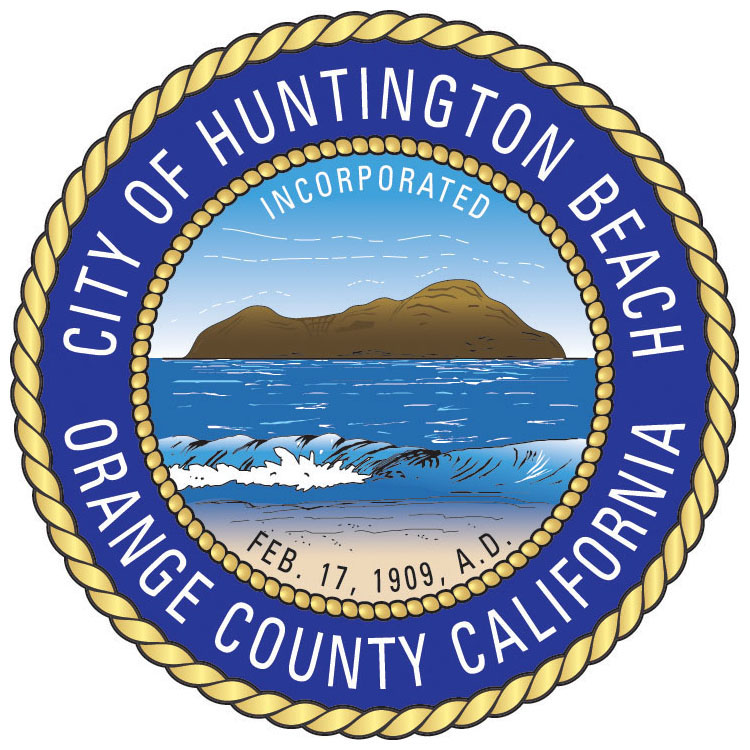 CITY OF HUNTINGTON BEACH
INCORPORATED
FEB. 17, 1909, A.D.
ORANGE COUNTY CALIFORNIA